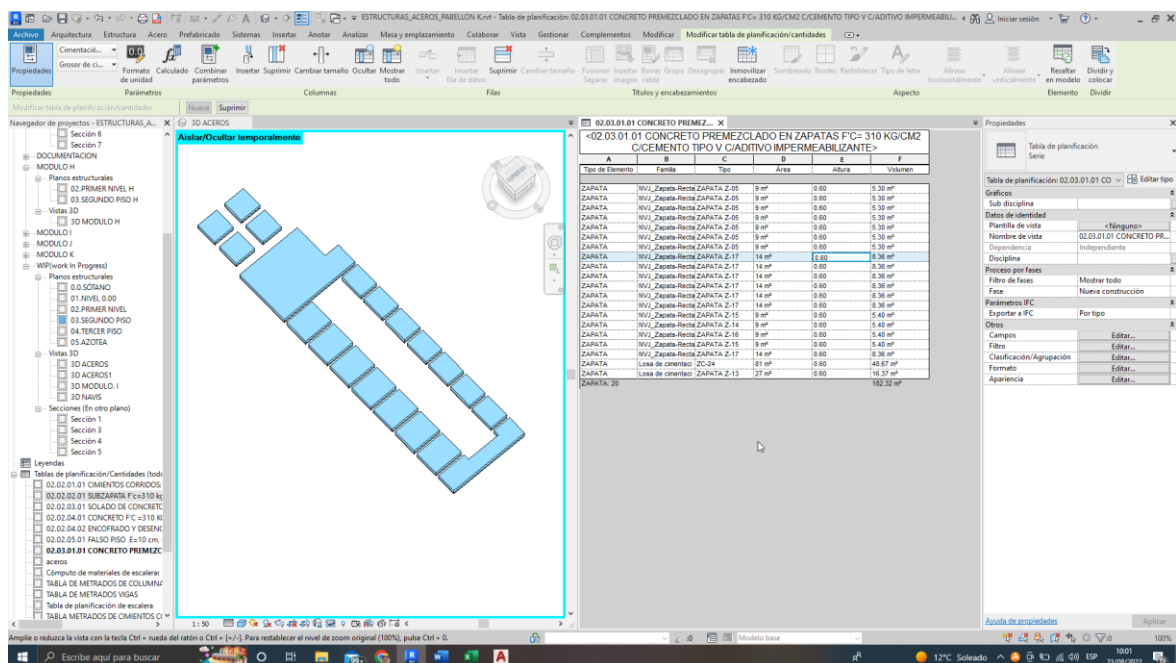 ESTRUCTURAS_ACEROS_PABELLON K.rvt - Tabla de planificación: 02.03.01.01 CONCRETO PREMEZCLADO EN ZAPATAS F'C= 310 KG/CM2 C/CEMENTO TIPO V C/ADITIVO IMPERMEABILI...
Iniciar sesión
Archivo Arquitectura Estructura Acero Prefabricado Sistemas Insertar Anotar Analizar Masa y emplazamiento Colaborar Vista Gestionar Complementos Modificar Modificar tabla de planificación/cantidades
Cimentació...
Grosor de ci...
Propiedades Formato de unidad Calculado Combinar parámetros Insertar Suprimir Cambiar tamaño Ocultar Mostrar todo Insertar Insertar fila de datos Suprimir Cambiar tamaño Fusionar Separar Insertar imagen Borrar celda Grupo Desagrupar Inmovilizar encabezado Sombreado Bordes Restablecer Tipo de letra Alinear horizontalmente Alinear verticalmente Resaltar en modelo Dividir y colocar
Propiedades Parámetros Columnas Filas Títulos y encabezamientos Aspecto Elemento Dividir
Modificar tabla de planificación/cantidades Nueva Suprimir
Navegador de proyectos - ESTRUCTURAS_A...
Sección 6
Sección 7
DOCUMENTACION
MODULO H
Planos estructurales
02.PRIMER NIVEL H
03.SEGUNDO PISO H
Vistas 3D
3D MODULO H
MODULO I
MODULO J
MODULO K
WIP(work In Progress)
Planos estructurales
0.0.SÓTANO
01.NIVEL 0.00
02.PRIMER NIVEL
03.SEGUNDO PISO
04.TERCER PISO
05.AZOTEA
Vistas 3D
3D ACEROS
3D ACEROS1
3D MODULO. I
3D NAVIS
Secciones (En otro plano)
Sección 1
Sección 3
Sección 4
Sección 5
Leyendas
Tablas de planificación/Cantidades (tod
02.02.01.01 CIMIENTOS CORRIDOS:
02.02.02.01 SUBZAPATA F'c=310 kg
02.02.03.01 SOLADO DE CONCRETO
02.02.04.01 CONCRETO F'C =310 K
02.02.04.02 ENCOFRADO Y DESENC
02.02.05.01 FALSO PISO E=10 cm,
02.03.01.01 CONCRETO PREMEZC
aceros
Cómputo de materiales de escalera:
TABLA DE METRADOS DE COLUMNA
TABLA DE METRADOS VIGAS
Tabla de planificación de escalera
TABLA METRADOS DE CIMIENTOS C
3D ACEROS
Aislar/Ocultar temporalmente
1 : 50
02.03.01.01 CONCRETO PREMEZ...
<02.03.01.01 CONCRETO PREMEZCLADO EN ZAPATAS F'C= 310 KG/CM2
C/CEMENTO TIPO V C/ADITIVO IMPERMEABILIZANTE>
A B C D E F
Tipo de Elemento Familia Tipo Área Altura Volumen
ZAPATA NVJ_Zapata-Recta ZAPATA Z-05 9 m² 0.60 5.30 m³
ZAPATA NVJ_Zapata-Recta ZAPATA Z-05 9 m² 0.60 5.30 m³
ZAPATA NVJ_Zapata-Recta ZAPATA Z-05 9 m² 0.60 5.30 m³
ZAPATA NVJ_Zapata-Recta ZAPATA Z-05 9 m² 0.60 5.30 m³
ZAPATA NVJ_Zapata-Recta ZAPATA Z-05 9 m² 0.60 5.30 m³
ZAPATA NVJ_Zapata-Recta ZAPATA Z-05 9 m² 0.60 5.30 m³
ZAPATA NVJ_Zapata-Recta ZAPATA Z-17 14 m² 0.60 8.36 m³
ZAPATA NVJ_Zapata-Recta ZAPATA Z-17 14 m² 0.60 8.36 m³
ZAPATA NVJ_Zapata-Recta ZAPATA Z-17 14 m² 0.60 8.36 m³
ZAPATA NVJ_Zapata-Recta ZAPATA Z-17 14 m² 0.60 8.36 m³
ZAPATA NVJ_Zapata-Recta ZAPATA Z-17 14 m² 0.60 8.36 m³
ZAPATA NVJ_Zapata-Recta ZAPATA Z-17 14 m² 0.60 8.36 m³
ZAPATA NVJ_Zapata-Recta ZAPATA Z-15 9 m² 0.60 5.40 m³
ZAPATA NVJ_Zapata-Recta ZAPATA Z-14 9 m² 0.60 5.40 m³
ZAPATA NVJ_Zapata-Recta ZAPATA Z-16 9 m² 0.60 5.40 m³
ZAPATA NVJ_Zapata-Recta ZAPATA Z-15 9 m² 0.60 5.40 m³
ZAPATA NVJ_Zapata-Recta ZAPATA Z-17 14 m² 0.60 8.36 m³
ZAPATA Losa de cimentaci ZC-24 81 m² 0.60 48.67 m³
ZAPATA Losa de cimentaci ZAPATA Z-13 27 m² 0.60 16.37 m³
ZAPATA: 20 182.32 m³
Propiedades
Tabla de planificación
Serie
Tabla de planificación: 02.03.01.01 CO Editar tipo
Gráficos
Sub disciplina
Datos de identidad
Plantilla de vista <Ninguno>
Nombre de vista 02.03.01.01 CONCRETO PR...
Dependencia Independiente
Disciplina
Proceso por fases
Filtro de fases Mostrar todo
Fase Nueva construcción
Parámetros IFC
Exportar a IFC Por tipo
Otros
Campos Editar...
Filtro Editar...
Clasificación/Agrupación Editar...
Formato Editar...
Apariencia Editar...
Ayuda de propiedades Aplicar
Amplíe o reduzca la vista con la tecla Ctrl + rueda del ratón o Ctrl + [+/-]. Para restablecer el nivel de zoom original (100%), pulse Ctrl + 0.
:0 Modelo base :0 100%
Escribe aquí para buscar
12°C Soleado ESP 10:01
23/08/2022